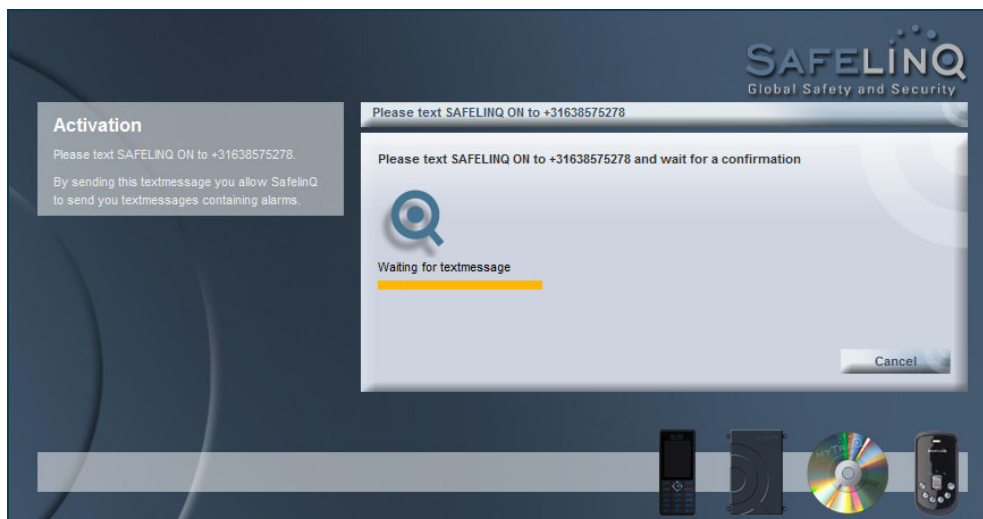 SAFELINQ
Global Safety and Security
Activation
Please text SAFELINQ ON to +31638575278.
By sending this textmessage you allow SafelinQ
to send you textmessages containing alarms.
Please text SAFELINQ ON to +31638575278
Please text SAFELINQ ON to +31638575278 and wait for a confirmation
Waiting for textmessage
Cancel